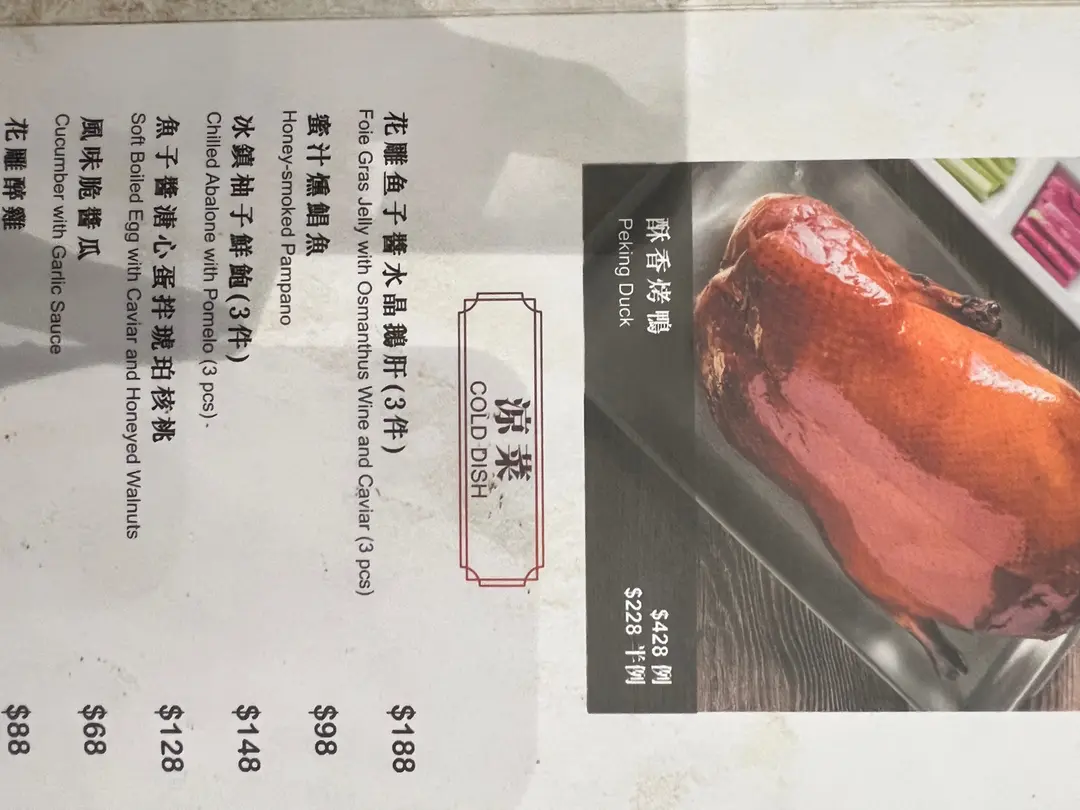 酥香烤鴨
Peking Duck
$428 例
$228 半例
涼菜
COLD DISH
花雕鱼子醬水晶鵝肝(3件) $188
Foie Gras Jelly with Osmanthus Wine and Caviar (3 pcs)
蜜汁燻鯧魚 $98
Honey-smoked Pampano
冰鎮柚子鮮鮑(3件) $148
Chilled Abalone with Pomelo (3 pcs)
魚子醬溏心蛋拌琥珀核桃 $128
Soft Boiled Egg with Caviar and Honeyed Walnuts
風味脆醬瓜 $68
Cucumber with Garlic Sauce
花雕醉雞 $88